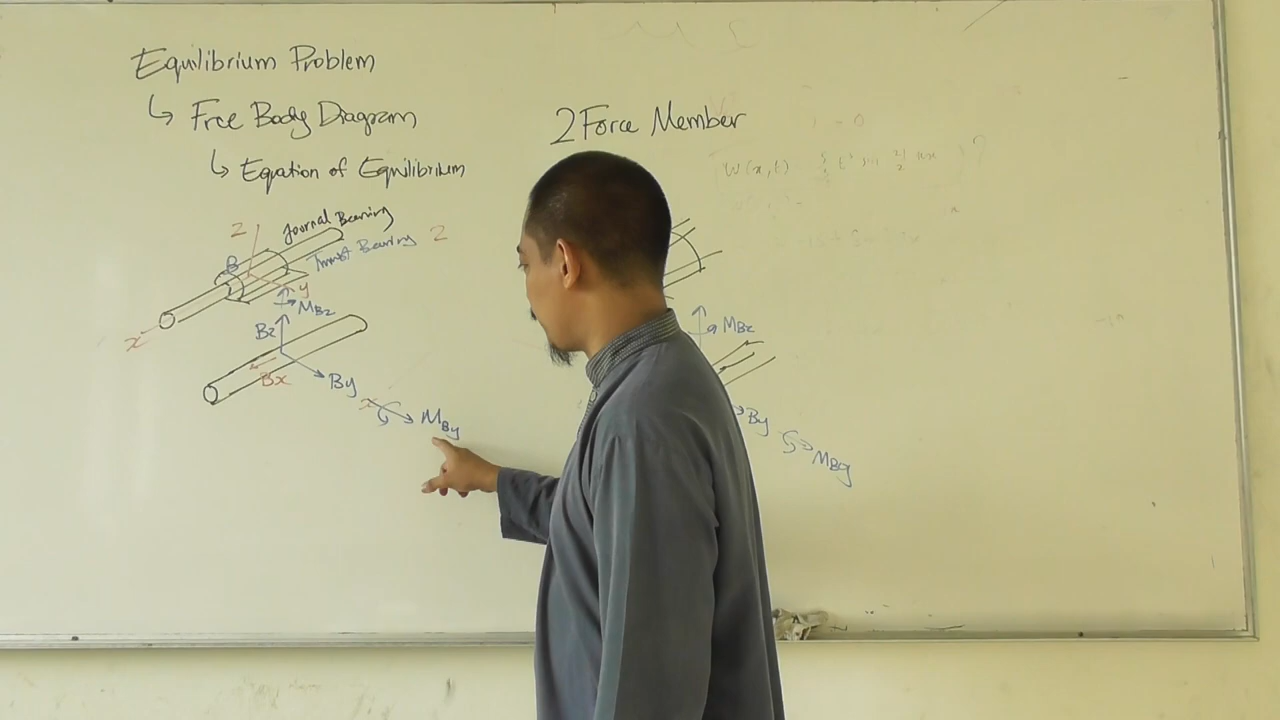 Equilibrium Problem
↳ Free Body Diagram
↳ Equation of Equilibrium
2 Force Member
Journal Bearing
Thrust Bearing
Z
Z
B
y
x
MBz
Bz
Bx
By
x
MBy
MBz
By
MBy
W(x,t)